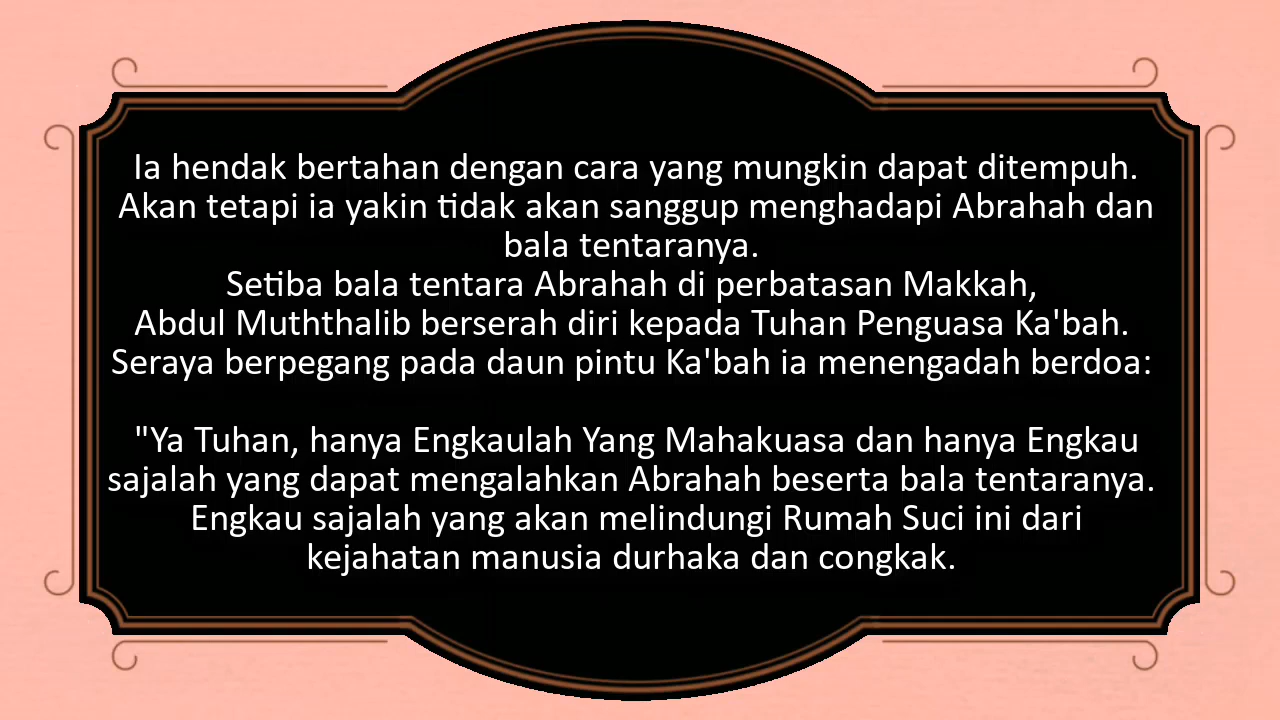 Ia hendak bertahan dengan cara yang mungkin dapat ditempuh.
Akan tetapi ia yakin tidak akan sanggup menghadapi Abrahah dan
bala tentaranya.
Setiba bala tentara Abrahah di perbatasan Makkah,
Abdul Muththalib berserah diri kepada Tuhan Penguasa Ka'bah.
Seraya berpegang pada daun pintu Ka'bah ia menengadah berdoa:
"Ya Tuhan, hanya Engkaulah Yang Mahakuasa dan hanya Engkau
sajalah yang dapat mengalahkan Abrahah beserta bala tentaranya.
Engkau sajalah yang akan melindungi Rumah Suci ini dari
kejahatan manusia durhaka dan congkak.